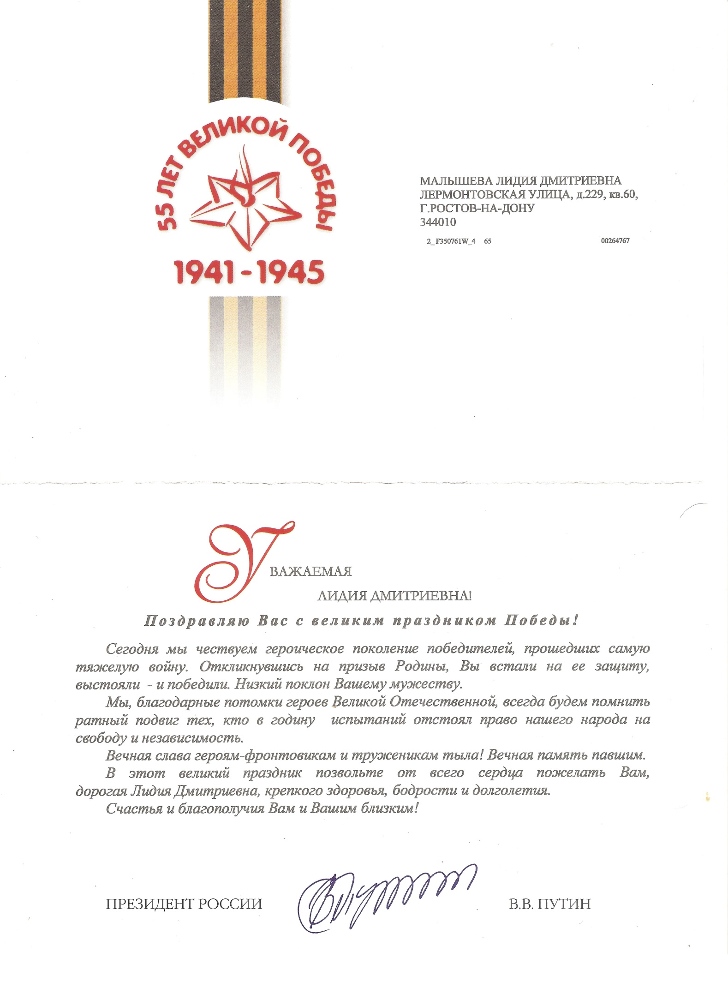 55 ЛЕТ ВЕЛИКОЙ ПОБЕДЫ
1941-1945
МАЛЫШЕВА ЛИДИЯ ДМИТРИЕВНА
ЛЕРМОНТОВСКАЯ УЛИЦА, д.229, кв.60,
Г.РОСТОВ-НА-ДОНУ
344010
2_F350761W_4 65 00264767
УВАЖАЕМАЯ
ЛИДИЯ ДМИТРИЕВНА!
Поздравляю Вас с великим праздником Победы!
Сегодня мы чествуем героическое поколение победителей, прошедших самую
тяжелую войну. Откликнувшись на призыв Родины, Вы встали на ее защиту,
выстояли - и победили. Низкий поклон Вашему мужеству.
Мы, благодарные потомки героев Великой Отечественной, всегда будем помнить
ратный подвиг тех, кто в годину испытаний отстоял право нашего народа на
свободу и независимость.
Вечная слава героям-фронтовикам и труженикам тыла! Вечная память павшим.
В этот великий праздник позвольте от всего сердца пожелать Вам,
дорогая Лидия Дмитриевна, крепкого здоровья, бодрости и долголетия.
Счастья и благополучия Вам и Вашим близким!
ПРЕЗИДЕНТ РОССИИ В.В. ПУТИН